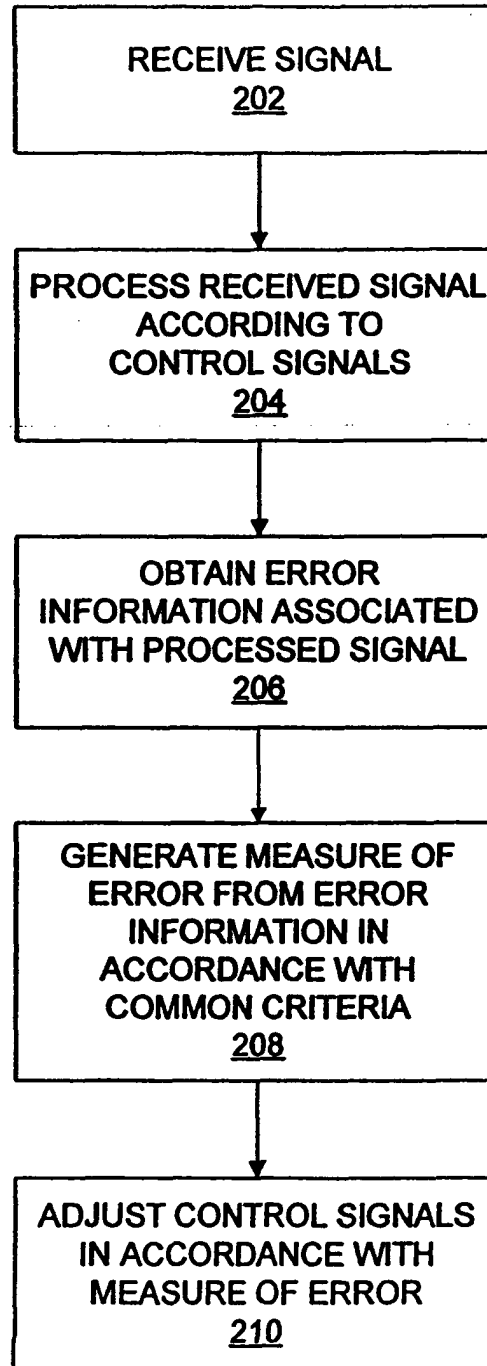 RECEIVE SIGNAL
202
PROCESS RECEIVED SIGNAL
ACCORDING TO
CONTROL SIGNALS
204
OBTAIN ERROR
INFORMATION ASSOCIATED
WITH PROCESSED SIGNAL
206
GENERATE MEASURE OF
ERROR FROM ERROR
INFORMATION IN
ACCORDANCE WITH
COMMON CRITERIA
208
ADJUST CONTROL SIGNALS
IN ACCORDANCE WITH
MEASURE OF ERROR
210